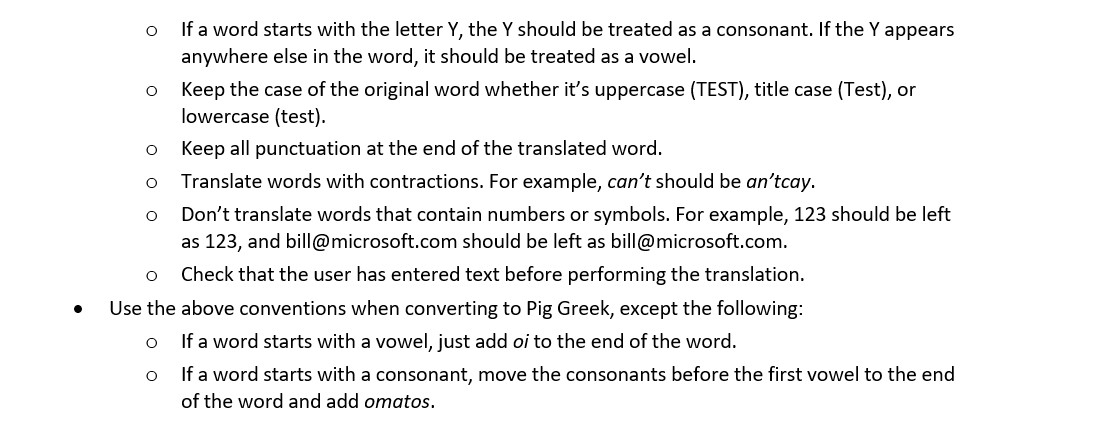 o If a word starts with the letter Y, the Y should be treated as a consonant. If the Y appears
anywhere else in the word, it should be treated as a vowel.
o Keep the case of the original word whether it’s uppercase (TEST), title case (Test), or
lowercase (test).
o Keep all punctuation at the end of the translated word.
o Translate words with contractions. For example, can’t should be an’tcay.
o Don’t translate words that contain numbers or symbols. For example, 123 should be left
as 123, and bill@microsoft.com should be left as bill@microsoft.com.
o Check that the user has entered text before performing the translation.
• Use the above conventions when converting to Pig Greek, except the following:
o If a word starts with a vowel, just add oi to the end of the word.
o If a word starts with a consonant, move the consonants before the first vowel to the end
of the word and add omatos.